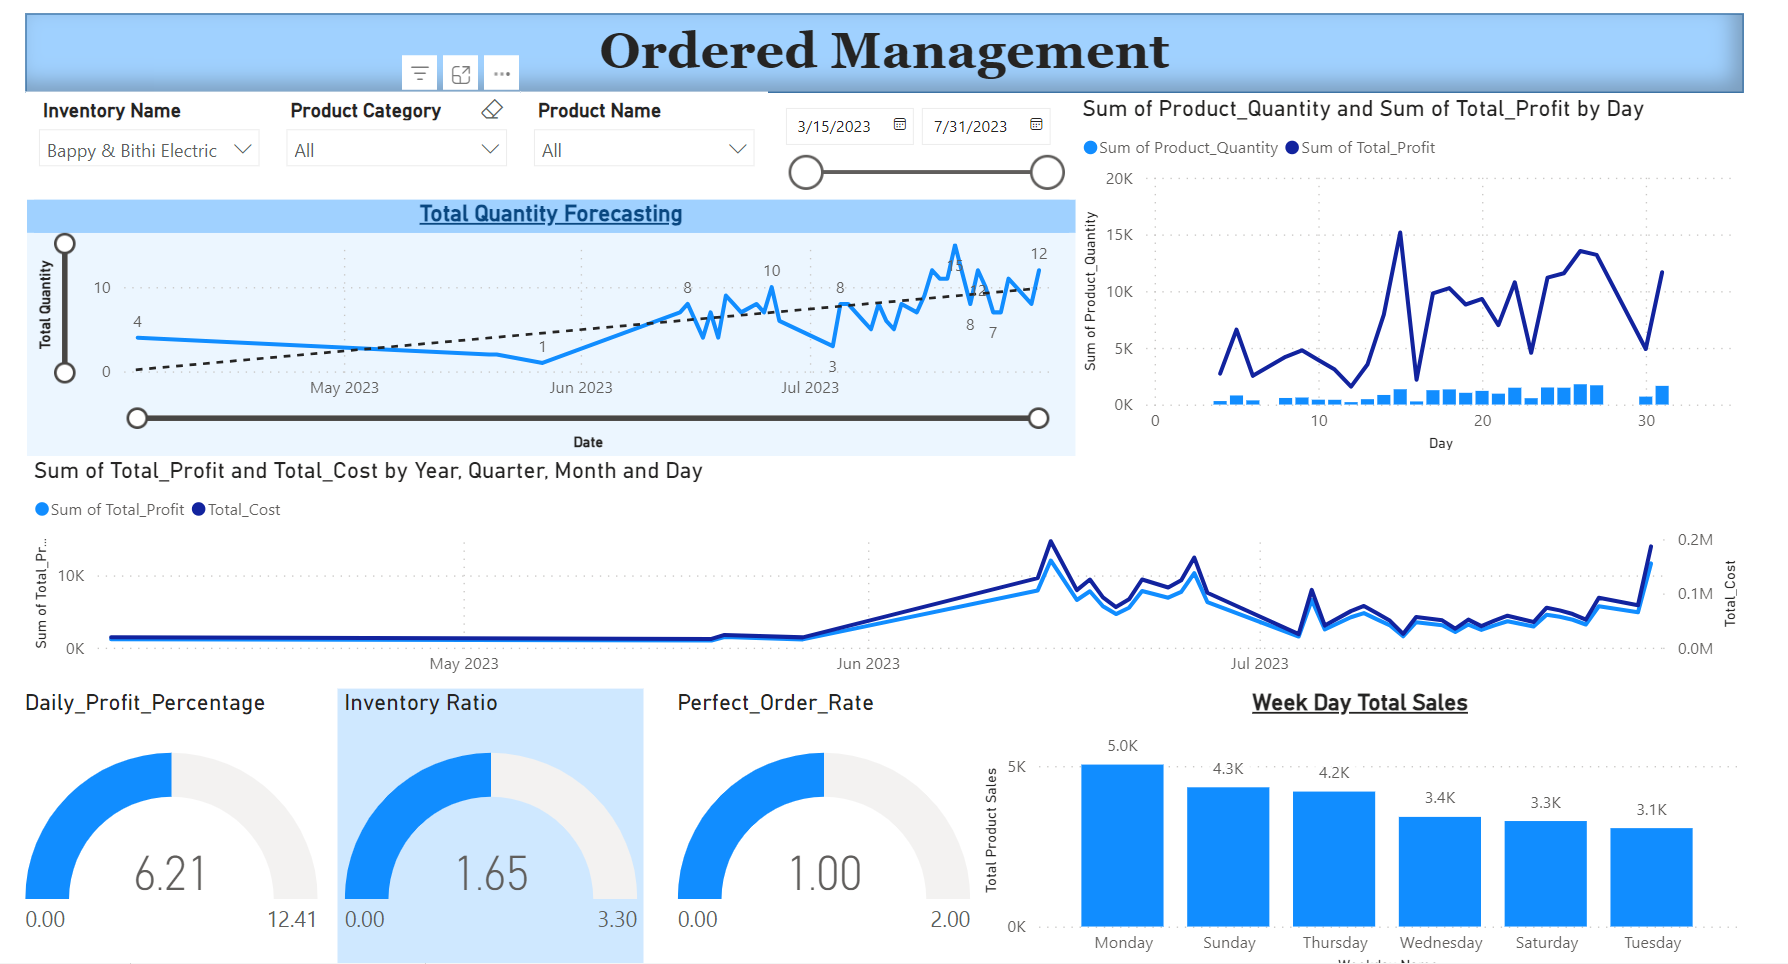 Ordered Management
Inventory Name
Bappy & Bithi Electric
Product Category
All
Product Name
All
3/15/2023
7/31/2023
Total Quantity Forecasting
Total Quantity
10
0
4
1
8
10
3
8
15
8
12
7
12
May 2023
Jun 2023
Jul 2023
Date
Sum of Product_Quantity and Sum of Total_Profit by Day
Sum of Product_Quantity
Sum of Total_Profit
Sum of Product_Quantity
20K
15K
10K
5K
0K
0
10
20
30
Day
Sum of Total_Profit and Total_Cost by Year, Quarter, Month and Day
Sum of Total_Profit
Total_Cost
Sum of Total_Pr...
10K
0K
0.2M
0.1M
0.0M
Total_Cost
May 2023
Jun 2023
Jul 2023
Daily_Profit_Percentage
6.21
0.00
12.41
Inventory Ratio
1.65
0.00
3.30
Perfect_Order_Rate
1.00
0.00
2.00
Week Day Total Sales
Total Product Sales
5K
0K
5.0K
4.3K
4.2K
3.4K
3.3K
3.1K
Monday
Sunday
Thursday
Wednesday
Saturday
Tuesday